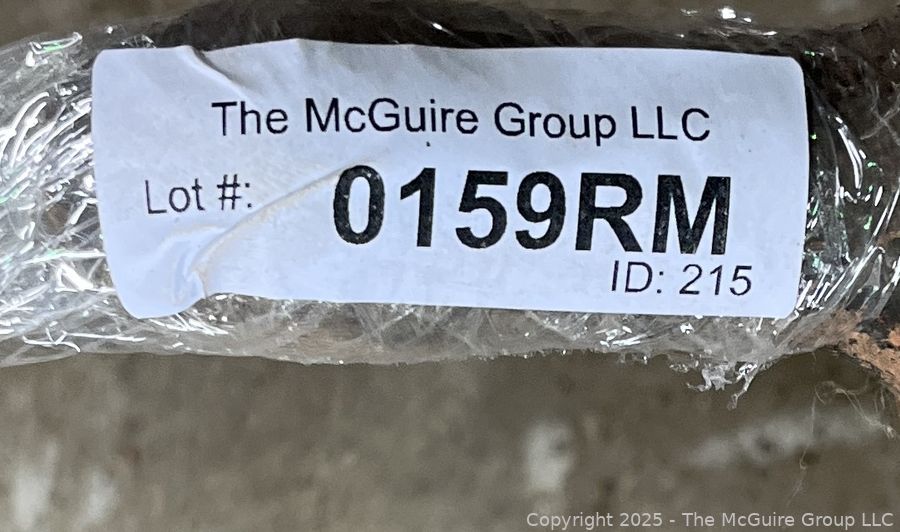 The McGuire Group LLC
Lot #: 0159RM
ID: 215
Copyright 2025 - The McGuire Group LLC